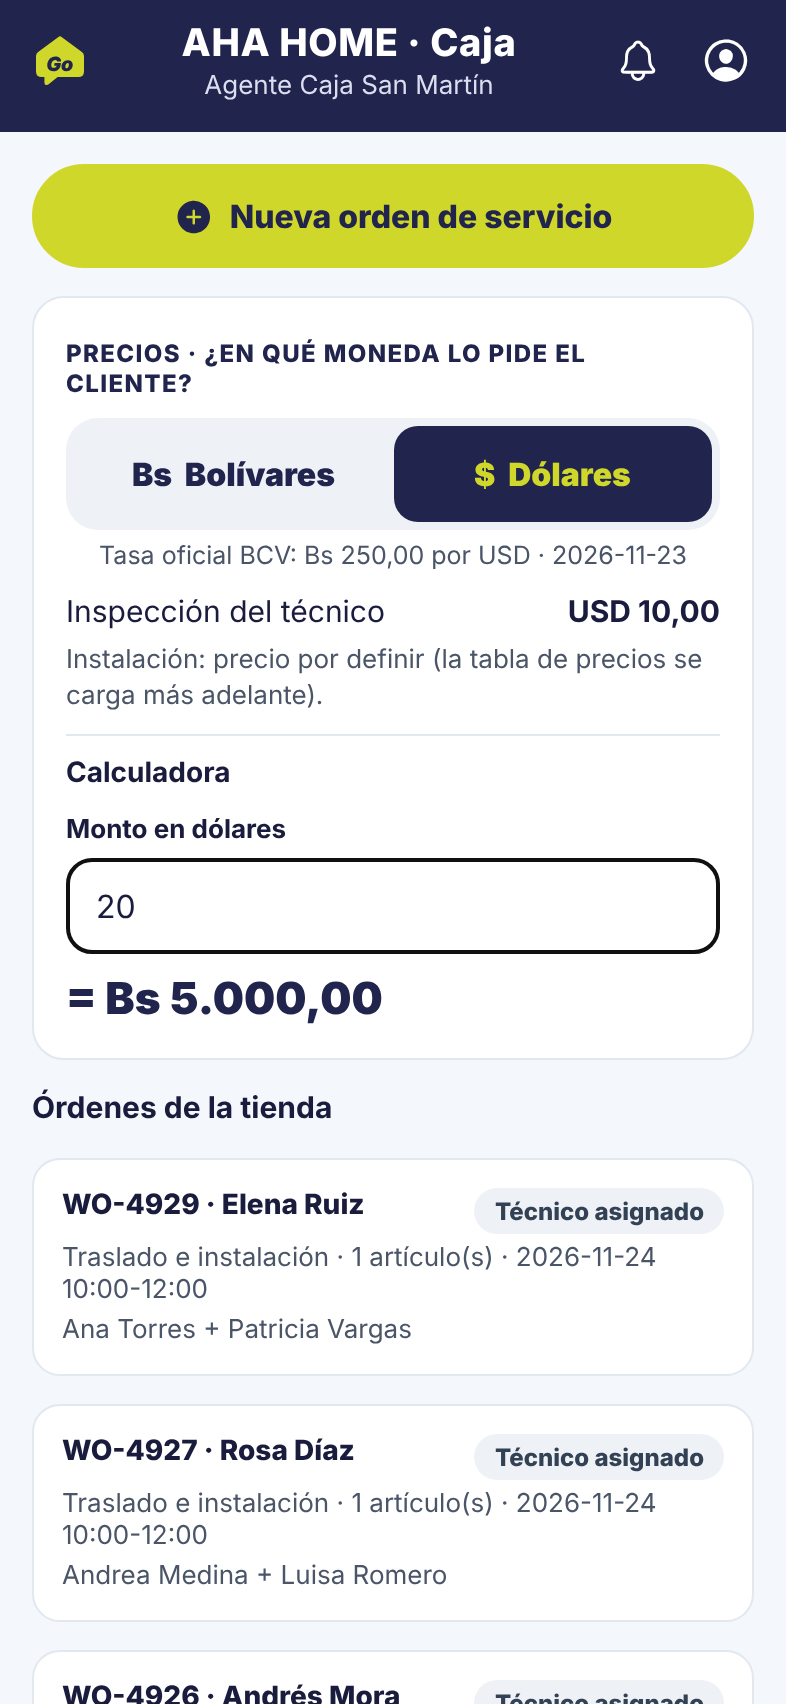 Go
AHA HOME · Caja
Agente Caja San Martín
Nueva orden de servicio
PRECIOS · ¿EN QUÉ MONEDA LO PIDE EL
CLIENTE?
Bs Bolívares
$ Dólares
Tasa oficial BCV: Bs 250,00 por USD · 2026-11-23
Inspección del técnico
USD 10,00
Instalación: precio por definir (la tabla de precios se
carga más adelante).
Calculadora
Monto en dólares
20
= Bs 5.000,00
Órdenes de la tienda
WO-4929 · Elena Ruiz
Técnico asignado
Traslado e instalación · 1 artículo(s) · 2026-11-24
10:00-12:00
Ana Torres + Patricia Vargas
WO-4927 · Rosa Díaz
Técnico asignado
Traslado e instalación · 1 artículo(s) · 2026-11-24
10:00-12:00
Andrea Medina + Luisa Romero
WO-4926 · Andrés Mora
Técnico asignado